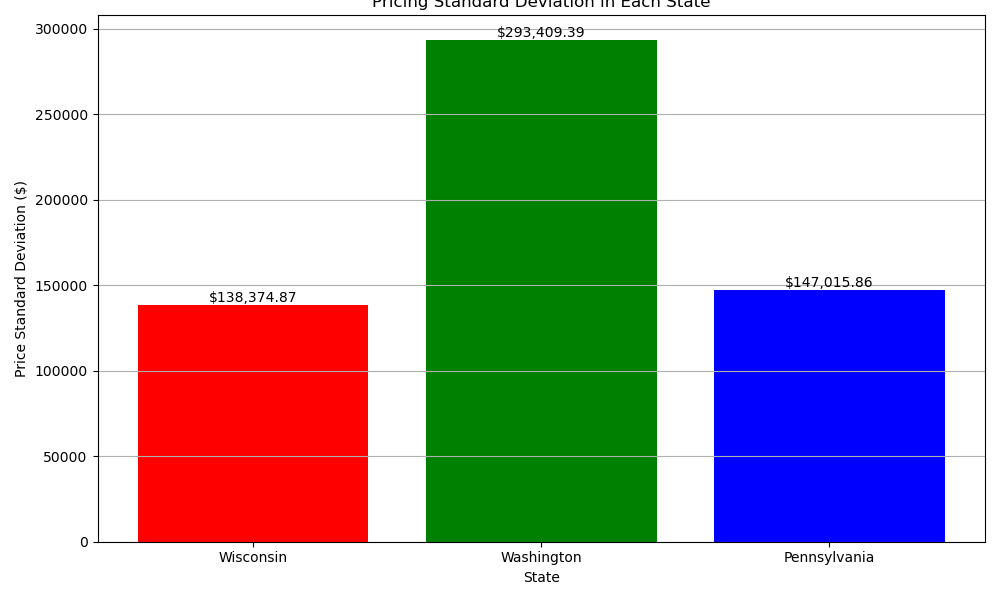 Pricing Standard Deviation in Each State
300000
250000
200000
150000
100000
50000
0
Price Standard Deviation ($)
$138,374.87
$293,409.39
$147,015.86
Wisconsin
Washington
Pennsylvania
State